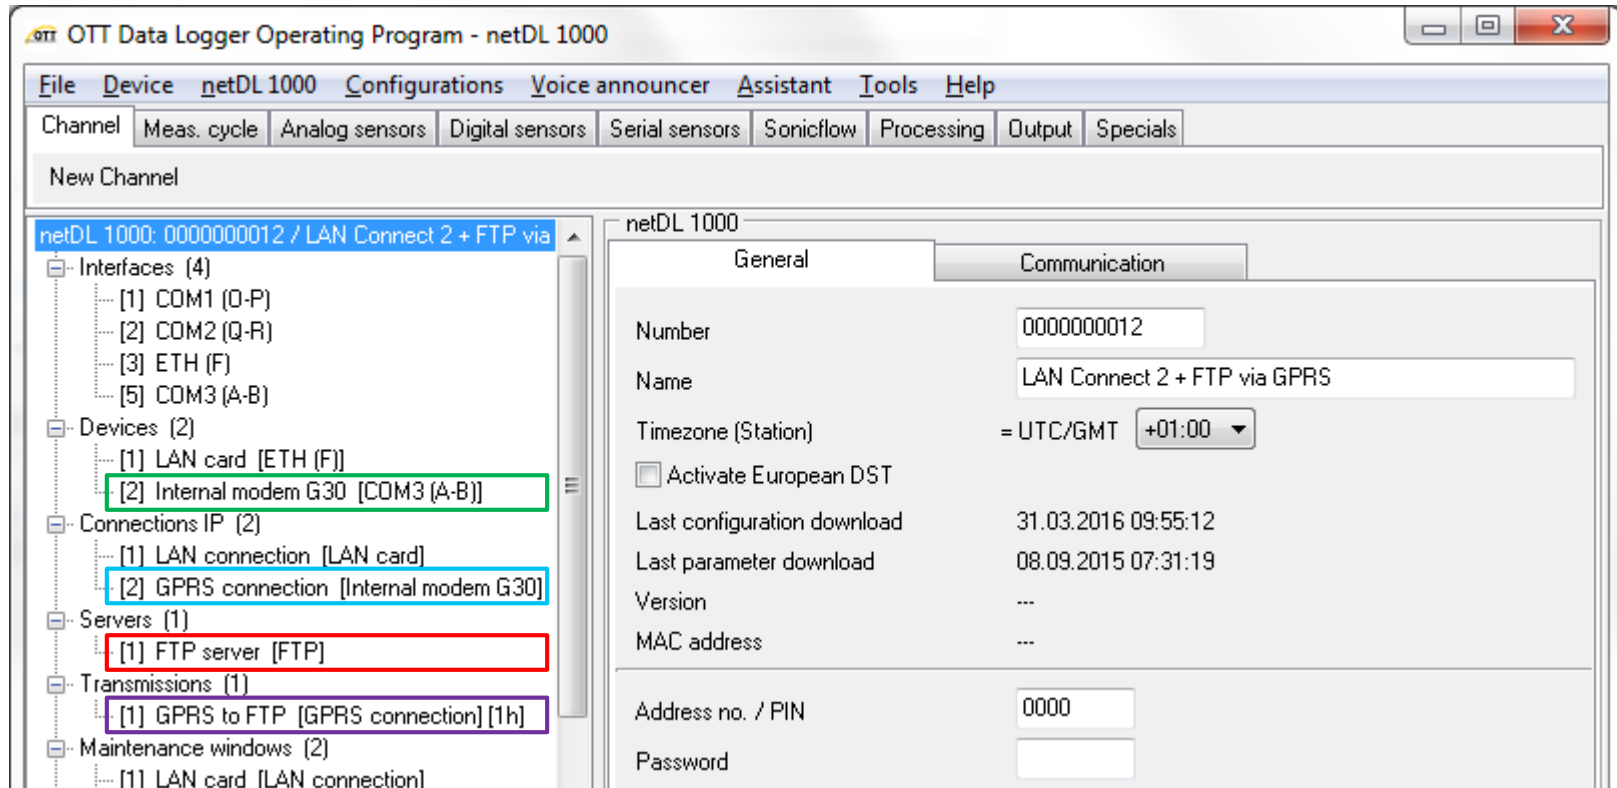 OTT OTT Data Logger Operating Program - netDL 1000
File Device netDL 1000 Configurations Voice announcer Assistant Tools Help
Channel Meas. cycle Analog sensors Digital sensors Serial sensors Sonicflow Processing Output Specials
New Channel
netDL 1000: 0000000012 / LAN Connect 2 + FTP via
Interfaces (4)
[1] COM1 (O-P)
[2] COM2 (Q-R)
[3] ETH (F)
[5] COM3 (A-B)
Devices (2)
[1] LAN card [ETH (F)]
[2] Internal modem G30 [COM3 (A-B)]
Connections IP (2)
[1] LAN connection [LAN card]
[2] GPRS connection [Internal modem G30]
Servers (1)
[1] FTP server [FTP]
Transmissions (1)
[1] GPRS to FTP [GPRS connection] [1h]
Maintenance windows (2)
[1] LAN card [LAN connection]
netDL 1000
General Communication
Number 0000000012
Name LAN Connect 2 + FTP via GPRS
Timezone (Station) = UTC/GMT +01:00
Activate European DST
Last configuration download 31.03.2016 09:55:12
Last parameter download 08.09.2015 07:31:19
Version ---
MAC address ---
Address no. / PIN 0000
Password